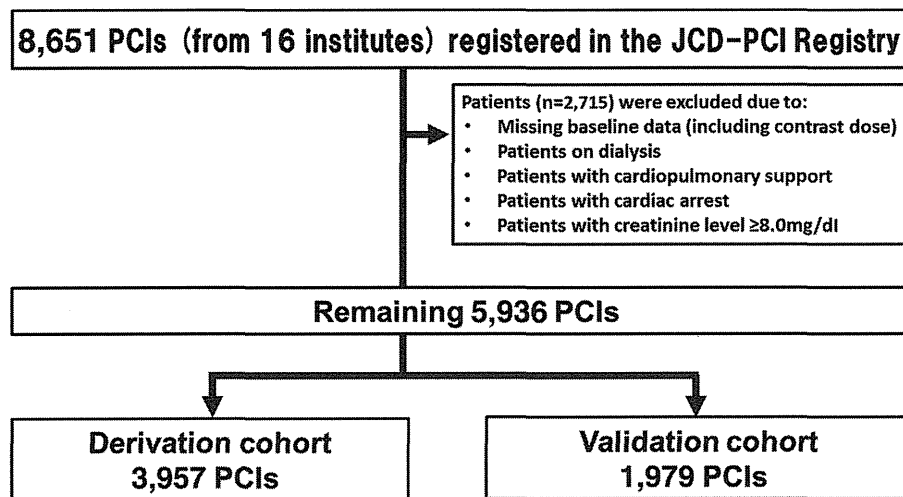 8,651 PCIs (from 16 institutes) registered in the JCD-PCI Registry
Patients (n=2,715) were excluded due to:
• Missing baseline data (including contrast dose)
• Patients on dialysis
• Patients with cardiopulmonary support
• Patients with cardiac arrest
• Patients with creatinine level ≥8.0mg/dl
Remaining 5,936 PCIs
Derivation cohort
3,957 PCIs
Validation cohort
1,979 PCIs